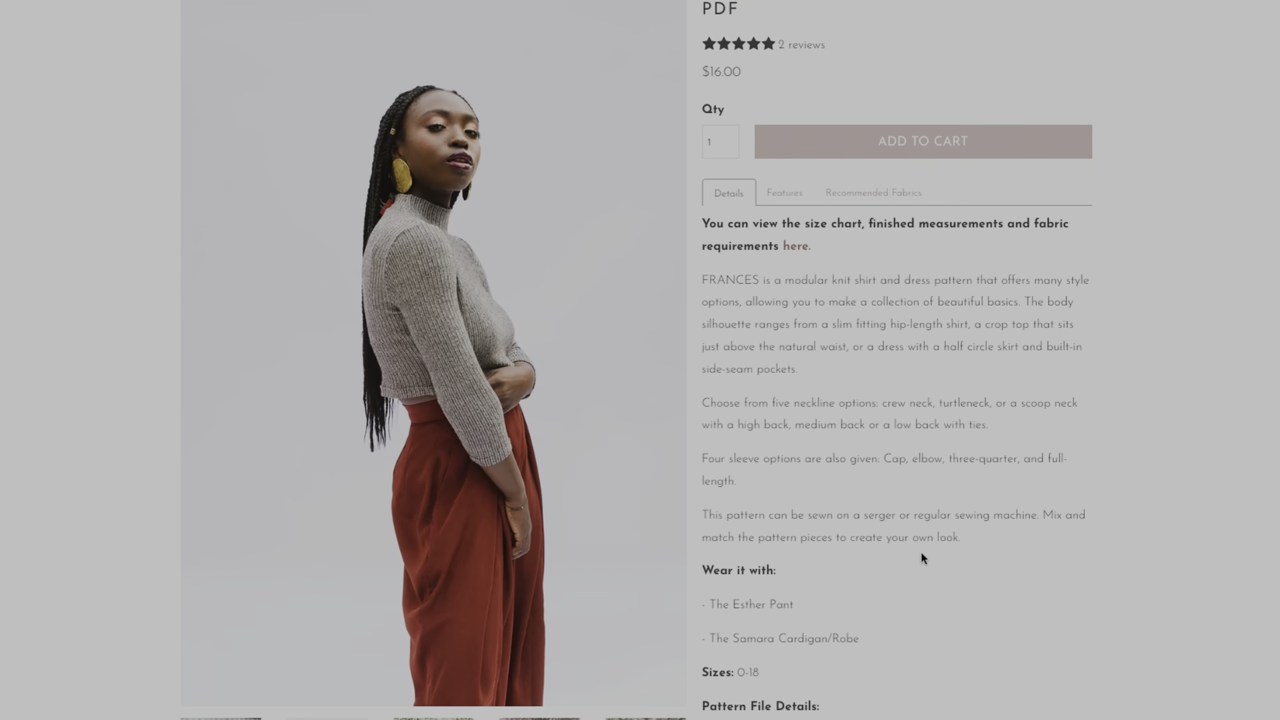 PDF
2 reviews
$16.00
Qty
1
ADD TO CART
Details Features Recommended Fabrics
You can view the size chart, finished measurements and fabric
requirements here.
FRANCES is a modular knit shirt and dress pattern that offers many style
options, allowing you to make a collection of beautiful basics. The body
silhouette ranges from a slim fitting hip-length shirt, a crop top that sits
just above the natural waist, or a dress with a half circle skirt and built-in
side-seam pockets.
Choose from five neckline options: crew neck, turtleneck, or a scoop neck
with a high back, medium back or a low back with ties.
Four sleeve options are also given: Cap, elbow, three-quarter, and full-
length.
This pattern can be sewn on a serger or regular sewing machine. Mix and
match the pattern pieces to create your own look.
Wear it with:
- The Esther Pant
- The Samara Cardigan/Robe
Sizes: 0-18
Pattern File Details: